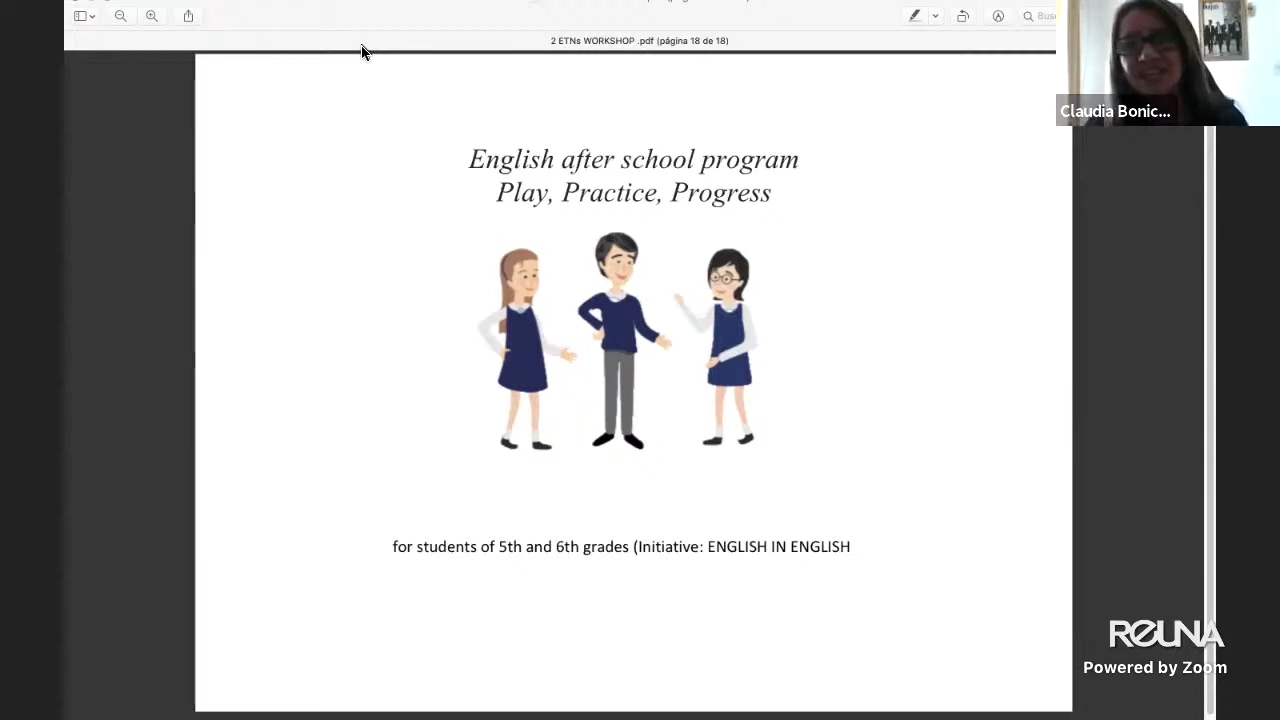 2 ETNs WORKSHOP .pdf (página 18 de 18)
Bus
Claudia Bonic...
English after school program
Play, Practice, Progress
for students of 5th and 6th grades (Initiative: ENGLISH IN ENGLISH
REUNA
Powered by Zoom